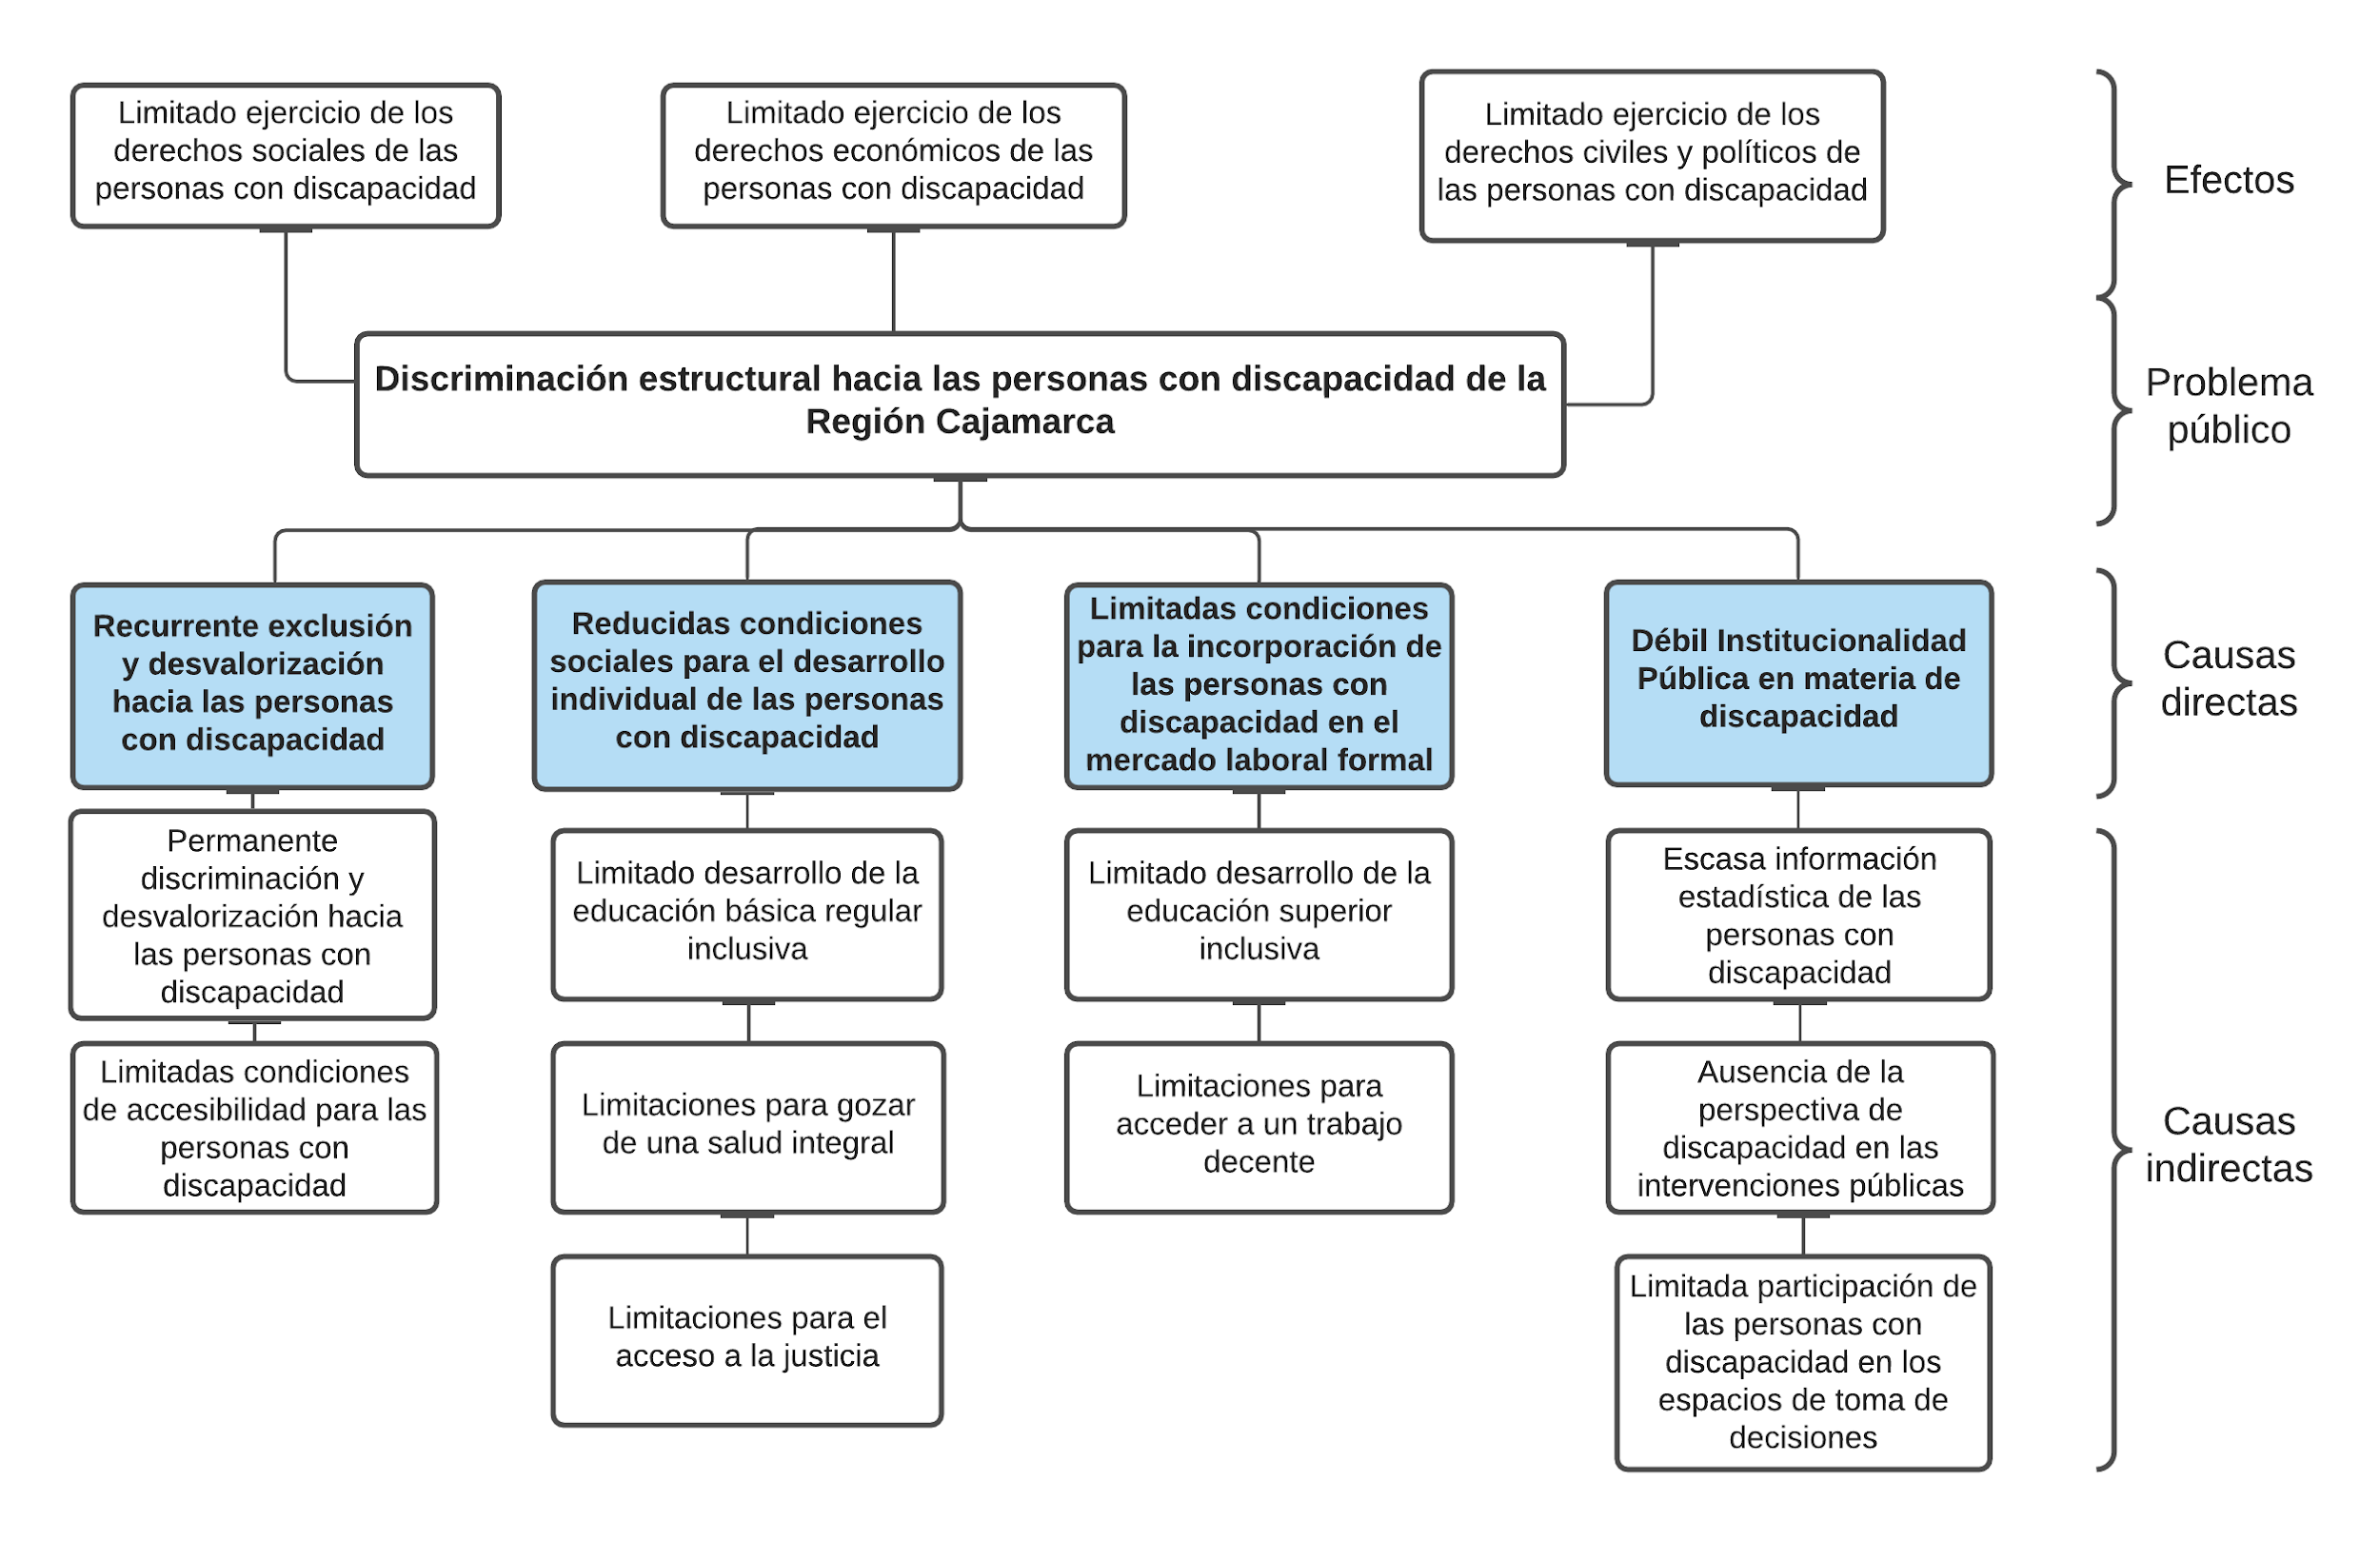 Limitado ejercicio de los
derechos sociales de las
personas con discapacidad
Limitado ejercicio de los
derechos económicos de las
personas con discapacidad
Limitado ejercicio de los
derechos civiles y políticos de
las personas con discapacidad
Efectos
Discriminación estructural hacia las personas con discapacidad de la
Región Cajamarca
Problema
público
Recurrente exclusión
y desvalorización
hacia las personas
con discapacidad
Reducidas condiciones
sociales para el desarrollo
individual de las personas
con discapacidad
Limitadas condiciones
para la incorporación de
las personas con
discapacidad en el
mercado laboral formal
Débil Institucionalidad
Pública en materia de
discapacidad
Causas
directas
Permanente
discriminación y
desvalorización hacia
las personas con
discapacidad
Limitado desarrollo de la
educación básica regular
inclusiva
Limitado desarrollo de la
educación superior
inclusiva
Escasa información
estadística de las
personas con
discapacidad
Limitadas condiciones
de accesibilidad para las
personas con
discapacidad
Limitaciones para gozar
de una salud integral
Limitaciones para
acceder a un trabajo
decente
Ausencia de la
perspectiva de
discapacidad en las
intervenciones públicas
Causas
indirectas
Limitaciones para el
acceso a la justicia
Limitada participación de
las personas con
discapacidad en los
espacios de toma de
decisiones